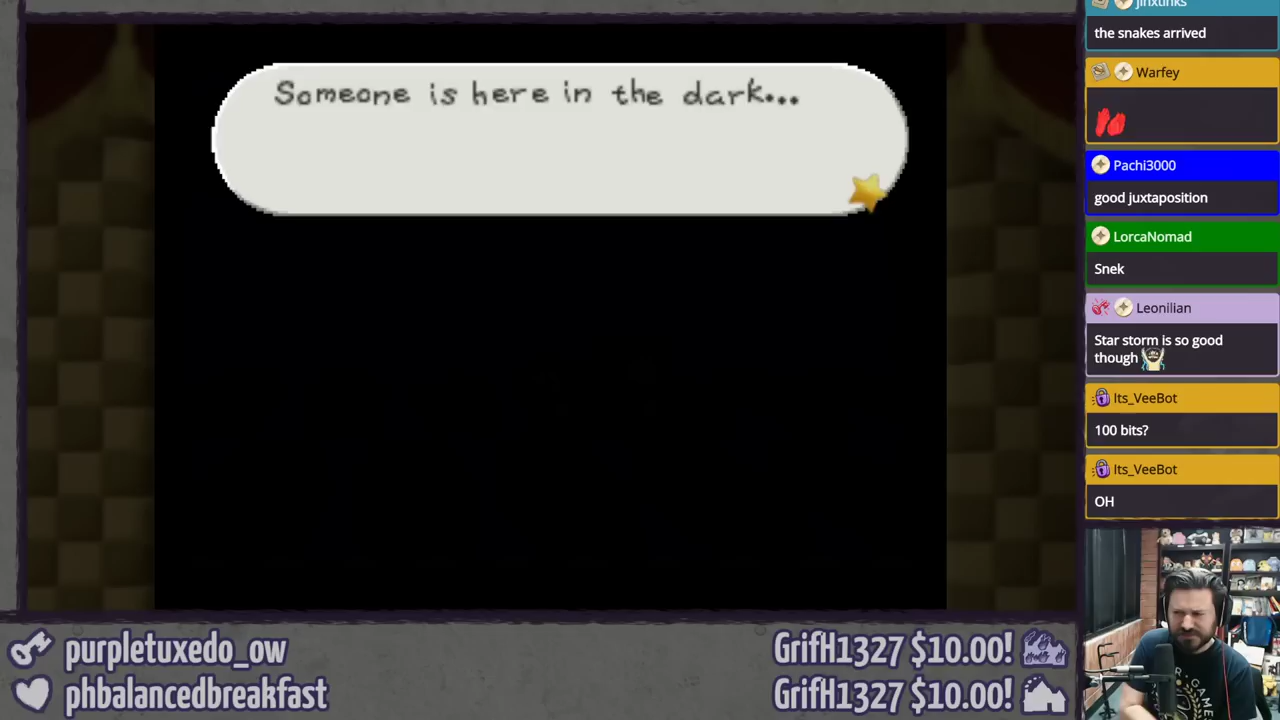 Someone is here in the dark...
jinxtinks
the snakes arrived
Warfey
Pachi3000
good juxtaposition
LorcaNomad
Snek
Leonilian
Star storm is so good
though
Its_VeeBot
100 bits?
Its_VeeBot
OH
purpletuxedo_ow
phbalancedbreakfast
GrifH1327 $10.00!
GrifH1327 $10.00!